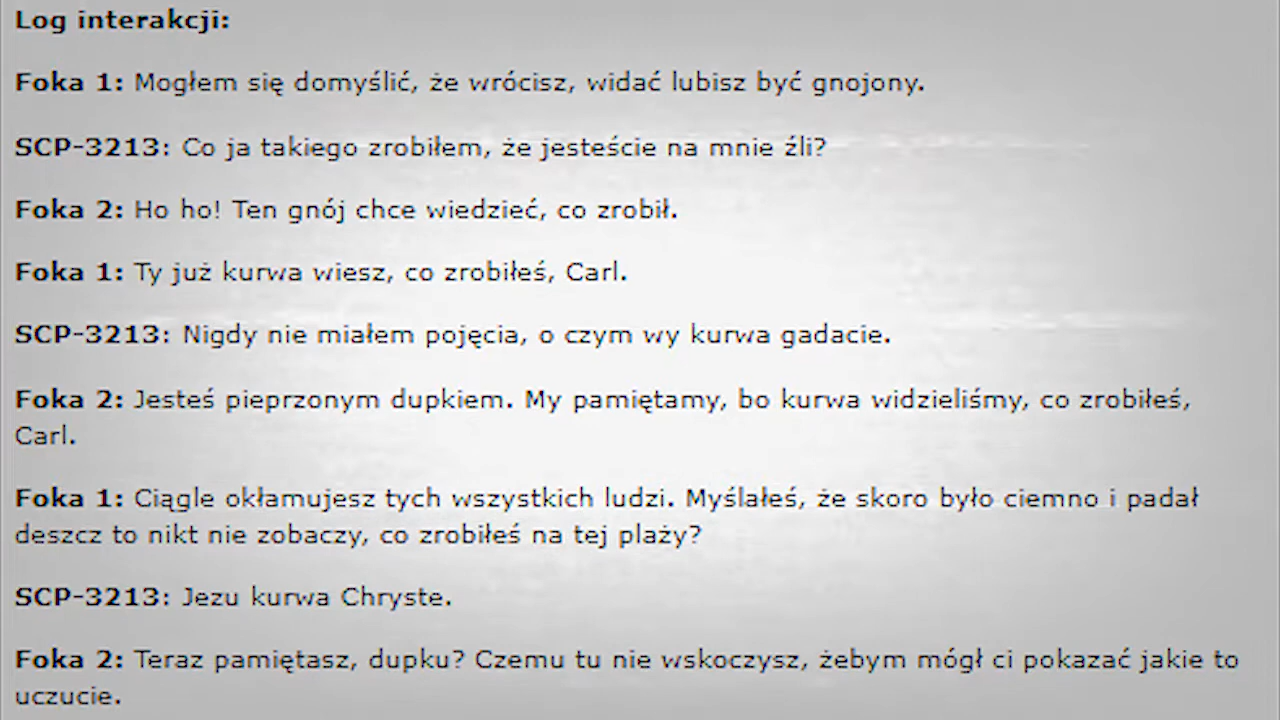 Log interakcji:
Foka 1: Mogłem się domyślić, że wrócisz, widać lubisz być gnojony.
SCP-3213: Co ja takiego zrobiłem, że jesteście na mnie źli?
Foka 2: Ho ho! Ten gnój chce wiedzieć, co zrobił.
Foka 1: Ty już kurwa wiesz, co zrobiłeś, Carl.
SCP-3213: Nigdy nie miałem pojęcia, o czym wy kurwa gadacie.
Foka 2: Jesteś pieprzonym dupkiem. My pamiętamy, bo kurwa widzieliśmy, co zrobiłeś,
Carl.
Foka 1: Ciągle okłamujesz tych wszystkich ludzi. Myślałeś, że skoro było ciemno i padał
deszcz to nikt nie zobaczy, co zrobiłeś na tej plaży?
SCP-3213: Jezu kurwa Chryste.
Foka 2: Teraz pamiętasz, dupku? Czemu tu nie wskoczysz, żebym mógł ci pokazać jakie to
uczucie.